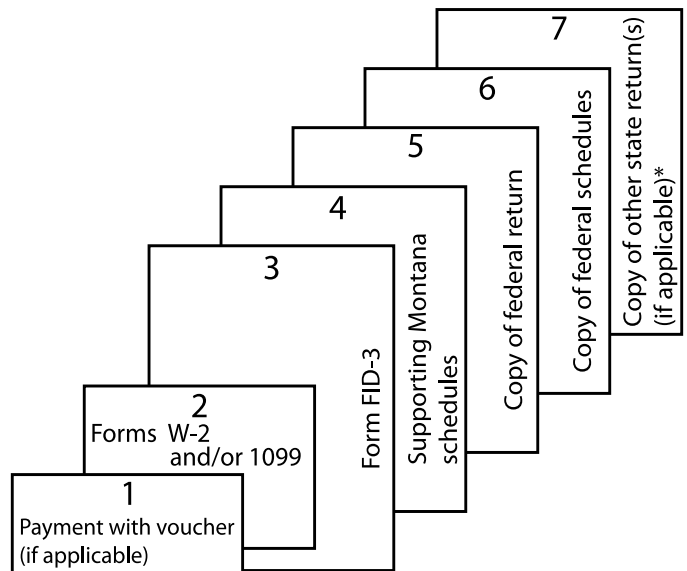 1
Payment with voucher
(if applicable)
2
Forms W-2
and/or 1099
3
Form FID-3
4
Supporting Montana
schedules
5
Copy of federal return
6
Copy of federal schedules
7
Copy of other state return(s)
(if applicable)*